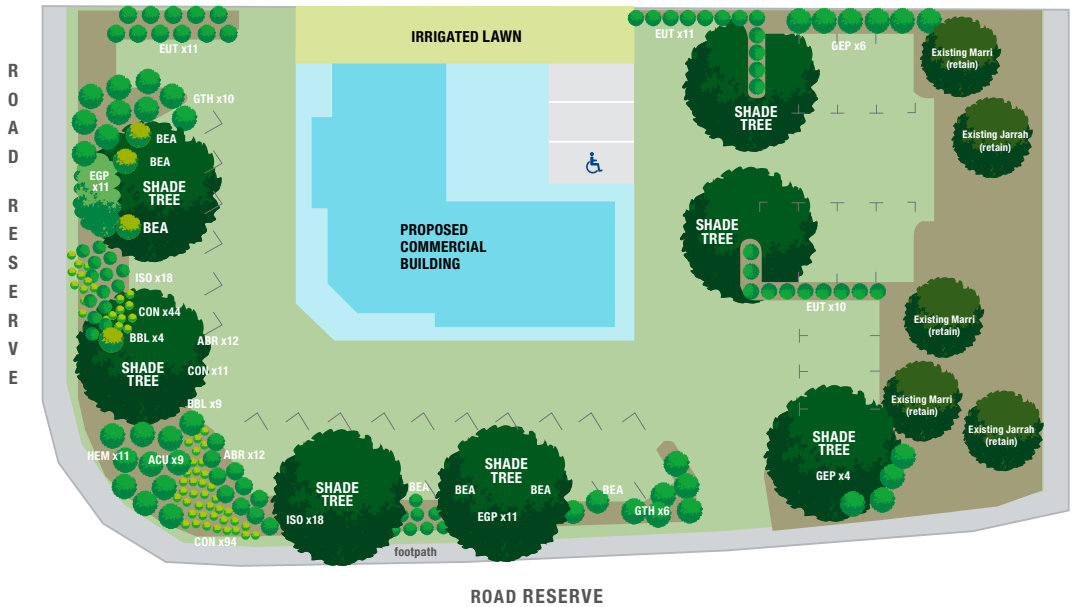 IRRIGATED LAWN
EUT x11
EUT x11
GEP x6
Existing Marri
(retain)
ROAD RESERVE
GTH x10
SHADE
TREE
Existing Jarrah
(retain)
BEA
BEA
EGP
x11
SHADE
TREE
BEA
PROPOSED
COMMERCIAL
BUILDING
SHADE
TREE
ISO x18
CON x44
EUT x10
Existing Marri
(retain)
BBL x4
ABR x12
SHADE
TREE
CON x11
BBL x9
Existing Marri
(retain)
Existing Jarrah
(retain)
HEM x11
ACU x9
ABR x12
SHADE
TREE
SHADE
TREE
SHADE
TREE
GEP x4
BEA
BEA
BEA
BEA
ISO x18
EGP x11
GTH x6
CON x94
footpath
ROAD RESERVE